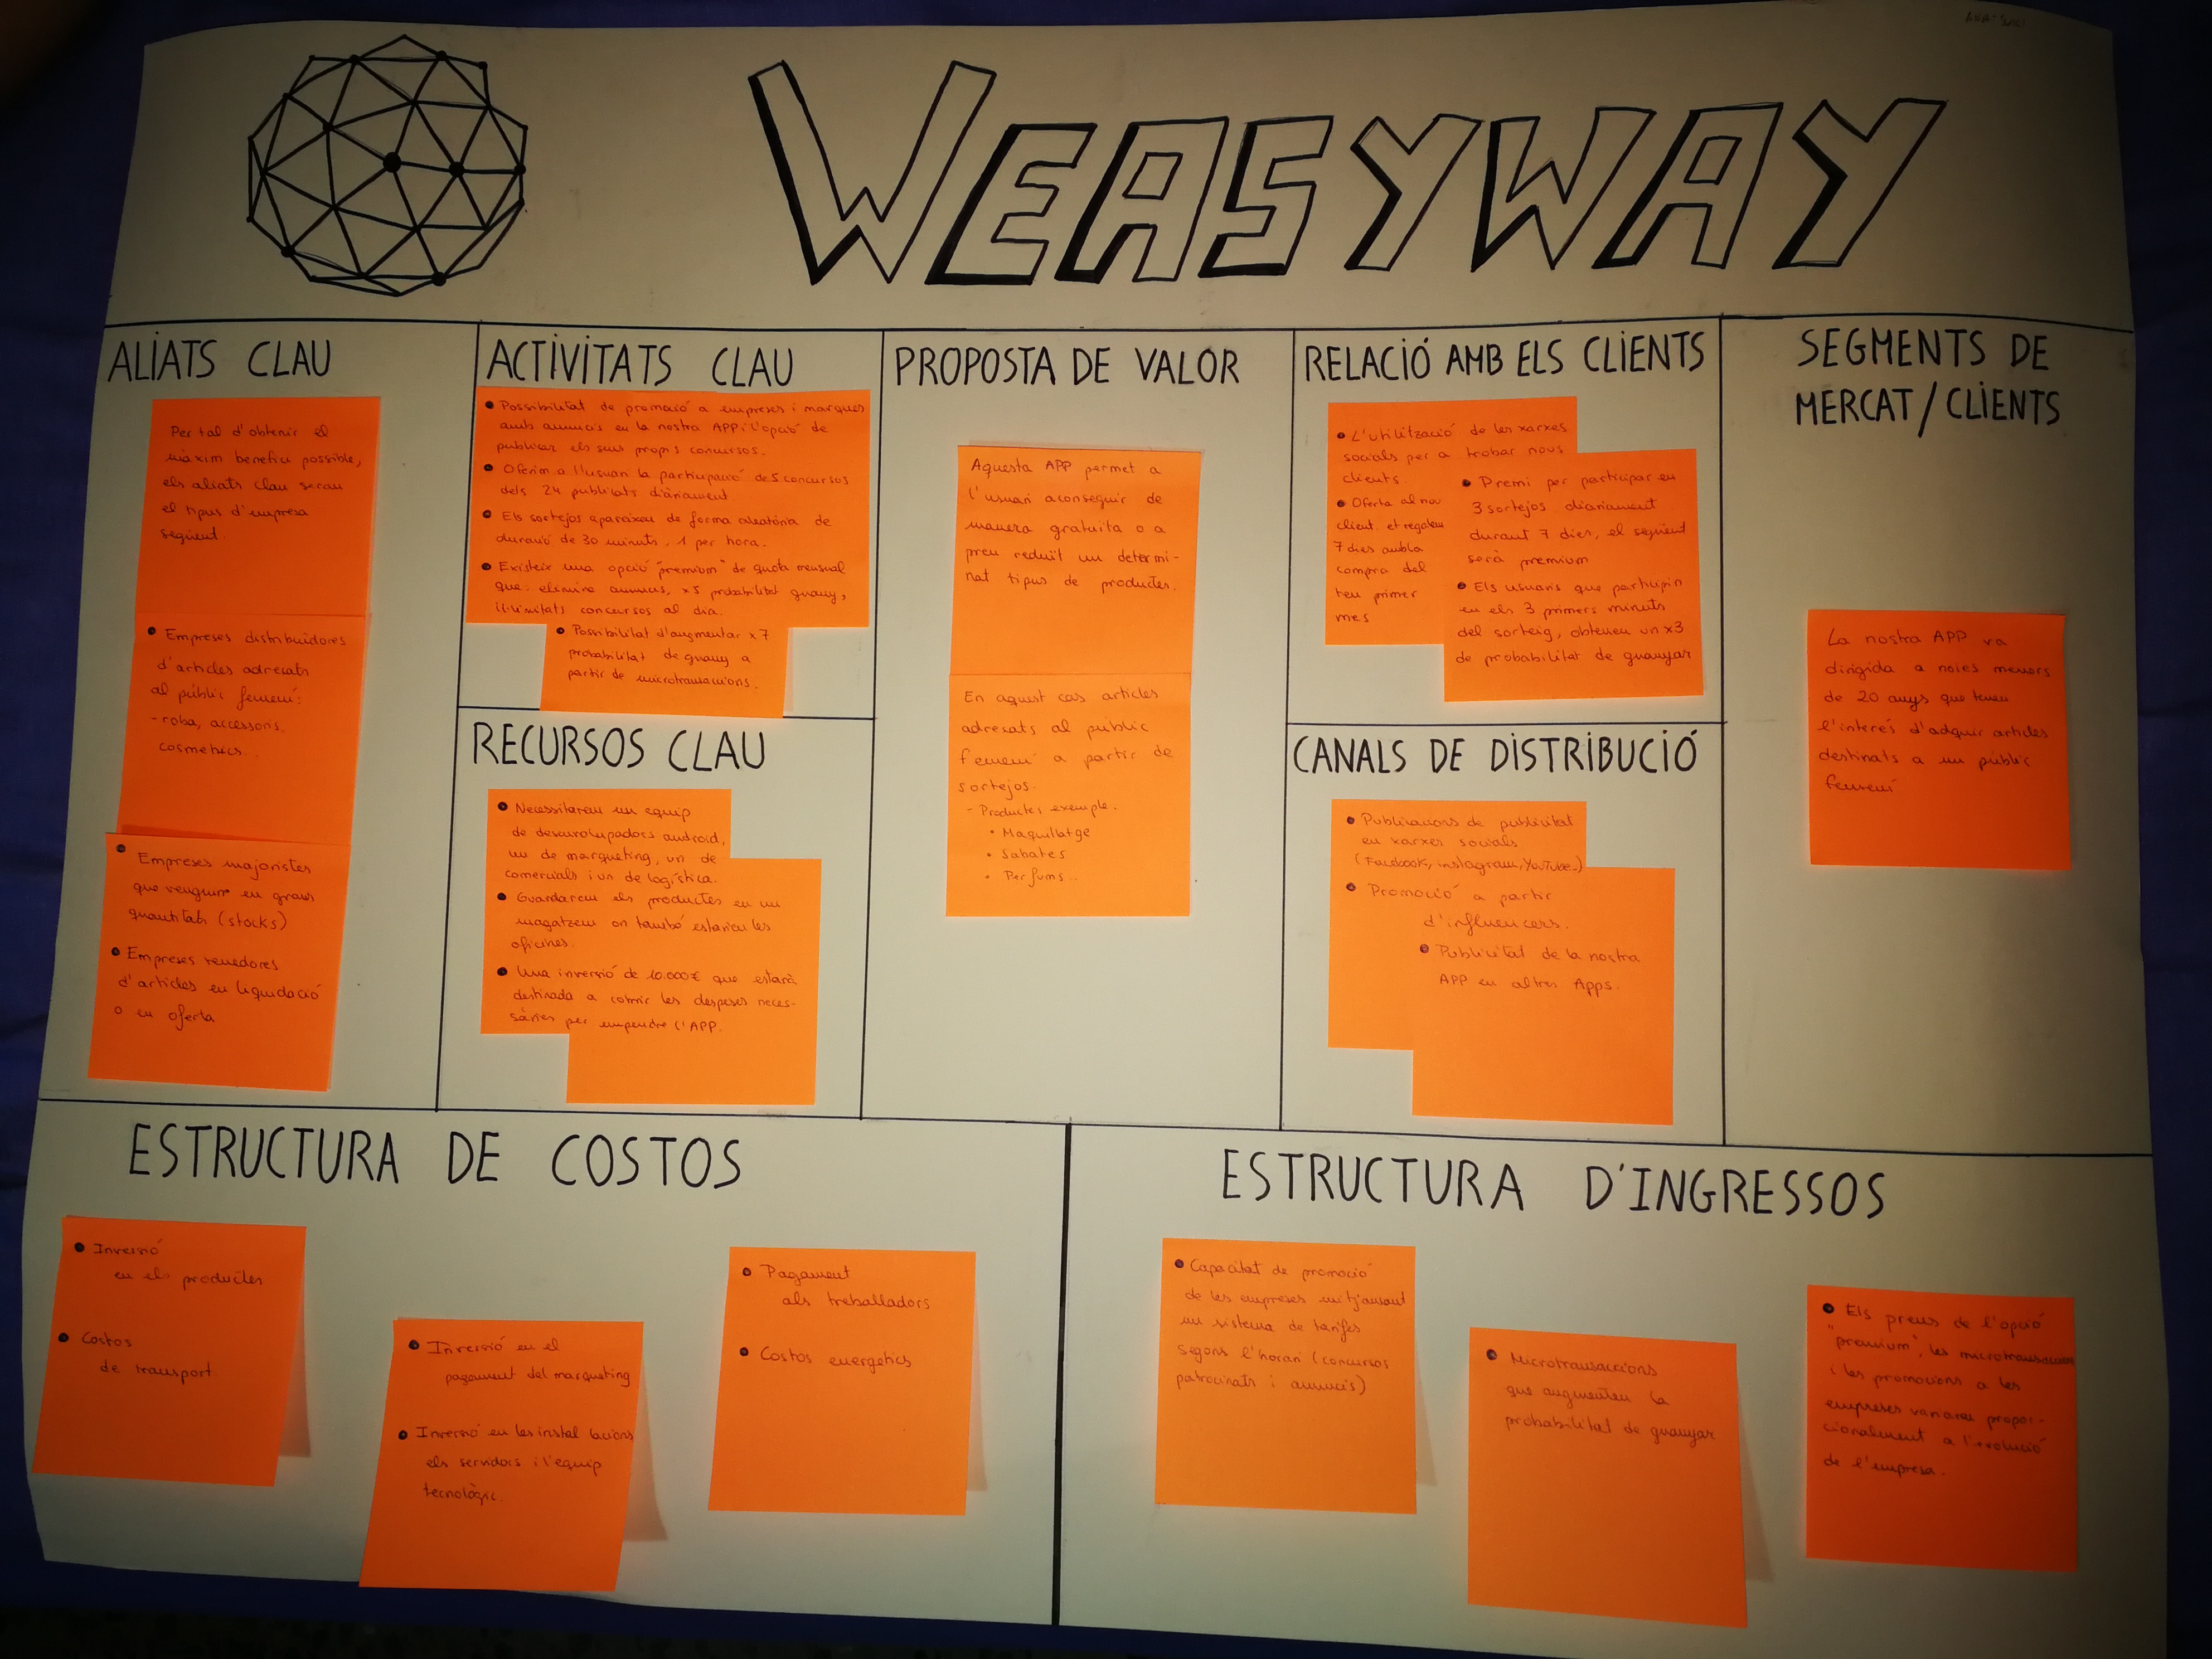 WEASYWAY
ALIATS CLAU
Per tal d'obtenir el
màxim benefici possible,
els aliats clau seran
el tipus d'empresa
següent.
• Empreses distribuïdores
d'articles adreçats
al públic femení:
- roba, accessoris,
cosmètics...
• Empreses majoristes
que venguin en grans
quantitats (stocks)
• Empreses venedores
d'articles en liquidació
o en oferta
ACTIVITATS CLAU
• Possibilitat de promoció a empreses i marques
amb anuncis en la nostra APP i l'opció de
publicar els seus propis concursos.
• Oferim a l'usuari la participació de 5 concursos
dels 24 publicats diàriament
• Els sortejos apareixen de forma aleatòria de
duració de 30 minuts, 1 per hora.
• Existeix una opció "premium" de quota mensual
que: elimina anuncis, x5 probabilitat guany,
il·limitats concursos al dia.
• Possibilitat d'augmentar x7
probabilitat de guany a
partir de microtransaccions.
RECURSOS CLAU
• Necessitarem un equip
de desenvolupadors android,
un de marqueting, un de
comercials i un de logística.
• Guardarem els productes en un
magatzem on també estarien les
oficines.
• Una inversió de 10.000€ que estarà
destinada a cobrir les despeses neces-
sàries per emprendre l'APP.
PROPOSTA DE VALOR
Aquesta APP permet a
l'usuari aconseguir de
manera gratuïta o a
preu reduït un determi-
nat tipus de productes.
En aquest cas articles
adreçats al públic
femení a partir de
sortejos.
- Productes exemple.
• Maquillatge
• Sabates
• Perfums...
RELACIÓ AMB ELS CLIENTS
• L'utilització de les xarxes
socials per a trobar nous
clients.
• Oferta al nou
client, et regalem
7 dies amb la
compra del
teu primer
mes
• Premi per participar en
3 sortejos diàriament
durant 7 dies, el següent
serà premium
• Els usuaris que participin
en els 3 primers minuts
del sorteig, obtenen un x3
de probabilitat de guanyar
CANALS DE DISTRIBUCIÓ
• Publicacions de publicitat
en xarxes socials
(Facebook, instagram, YouTube..)
• Promoció a partir
d'influencers.
• Publicitat de la nostra
APP en altres Apps.
SEGMENTS DE
MERCAT/CLIENTS
La nostra APP va
dirigida a noies menors
de 20 anys que tenen
l'interés d'adquir articles
destinats a un públic
femení
ESTRUCTURA DE COSTOS
• Inversió
en els productes
• Costos
de transport
• Inversió en el
pagament del marqueting
• Inversió en les instal lacions
els servidors i l'equip
tecnològic.
• Pagament
als treballadors
• Costos energètics
ESTRUCTURA D'INGRESSOS
• Capacitat de promoció
de les empreses mitjansant
un sistema de tarifes
segons l'horari (concursos
patrocinats i anuncis)
• Microtransaccions
que augmenten la
probabilitat de guanyar
• Els preus de l'opció
"premium", les microtransaccions
i les promocions a les
empreses variaran propor-
cionalment a l'evolució
de l'empresa.